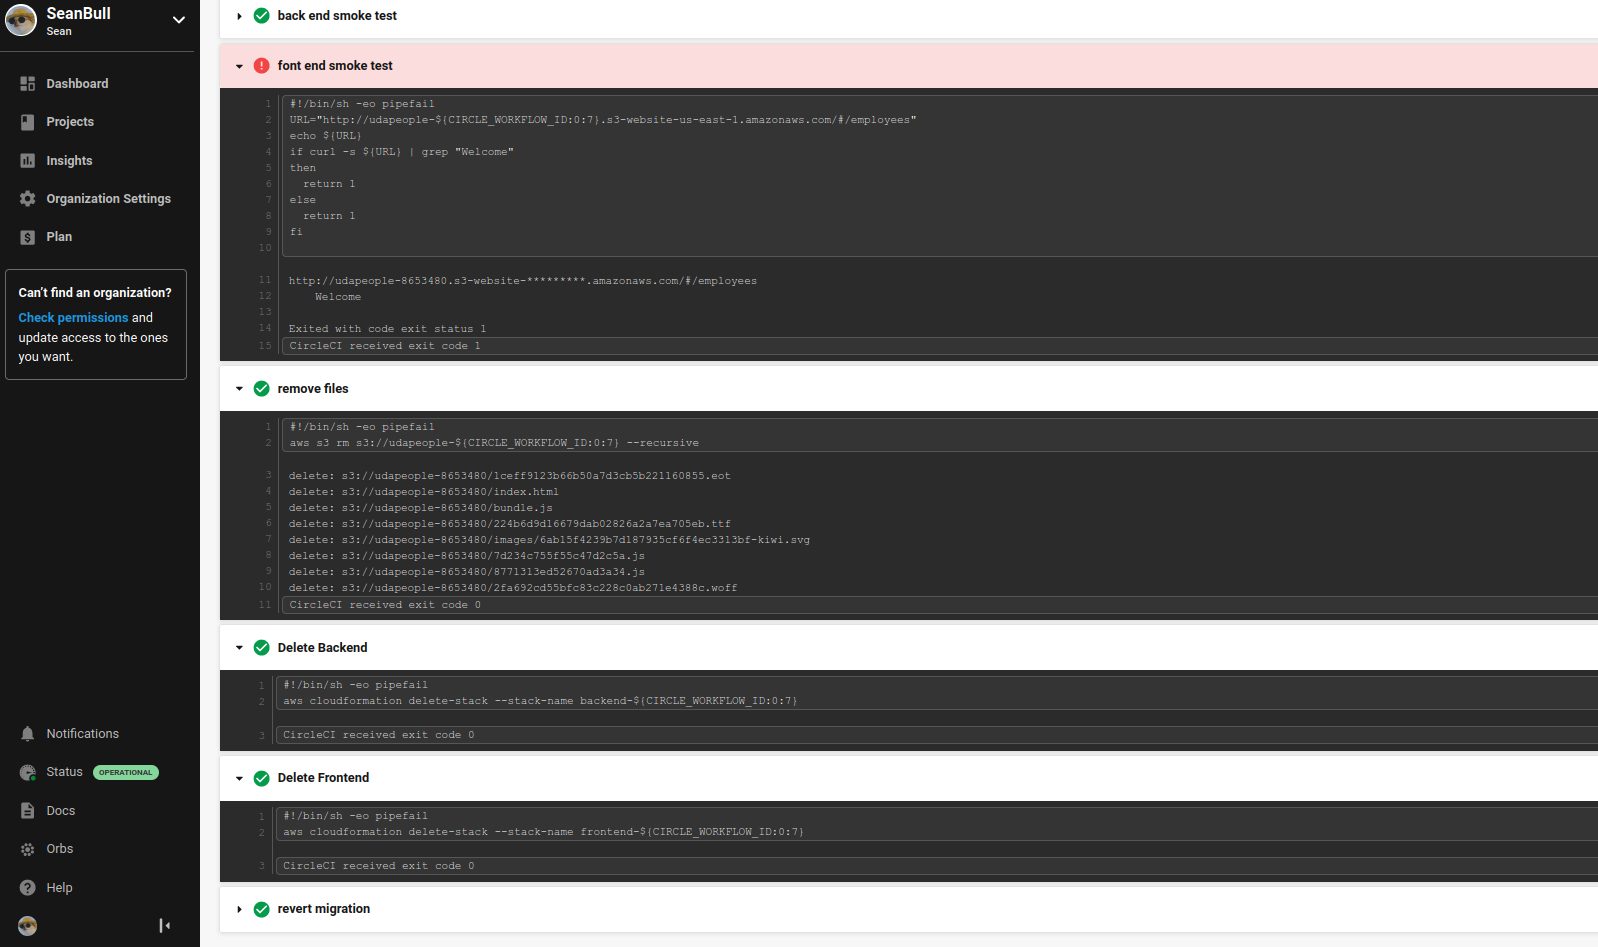 SeanBull
Sean
Dashboard
Projects
Insights
Organization Settings
Plan
Can't find an organization?
Check permissions and
update access to the ones
you want.
Notifications
Status OPERATIONAL
Docs
Orbs
Help
back end smoke test
font end smoke test
1 #!/bin/sh -eo pipefail
2 URL="http://udapeople-${CIRCLE_WORKFLOW_ID:0:7}.s3-website-us-east-1.amazonaws.com/#/employees"
3 echo ${URL}
4 if curl -s ${URL} | grep "Welcome"
5 then
6 return 1
7 else
8 return 1
9 fi
10
11 http://udapeople-8653480.s3-website-*********.amazonaws.com/#/employees
12 Welcome
13
14 Exited with code exit status 1
15 CircleCI received exit code 1
remove files
1 #!/bin/sh -eo pipefail
2 aws s3 rm s3://udapeople-${CIRCLE_WORKFLOW_ID:0:7} --recursive
3 delete: s3://udapeople-8653480/1ceff9123b66b50a7d3cb5b221160855.eot
4 delete: s3://udapeople-8653480/index.html
5 delete: s3://udapeople-8653480/bundle.js
6 delete: s3://udapeople-8653480/224b6d9d16679dab02826a2a7ea705eb.ttf
7 delete: s3://udapeople-8653480/images/6ab15f4239b7d187935cf6f4ec3313bf-kiwi.svg
8 delete: s3://udapeople-8653480/7d234c755f55c47d2c5a.js
9 delete: s3://udapeople-8653480/8771313ed52670ad3a34.js
10 delete: s3://udapeople-8653480/2fa692cd55bfc83c228c0ab271e4388c.woff
11 CircleCI received exit code 0
Delete Backend
1 #!/bin/sh -eo pipefail
2 aws cloudformation delete-stack --stack-name backend-${CIRCLE_WORKFLOW_ID:0:7}
3 CircleCI received exit code 0
Delete Frontend
1 #!/bin/sh -eo pipefail
2 aws cloudformation delete-stack --stack-name frontend-${CIRCLE_WORKFLOW_ID:0:7}
3 CircleCI received exit code 0
revert migration